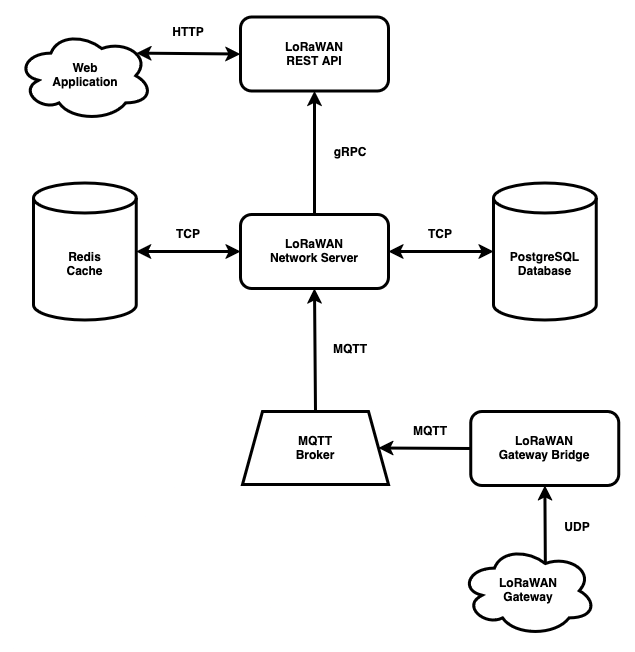 HTTP
LoRaWAN
REST API
Web
Application
gRPC
Redis
Cache
TCP
LoRaWAN
Network Server
TCP
PostgreSQL
Database
MQTT
MQTT
Broker
MQTT
LoRaWAN
Gateway Bridge
UDP
LoRaWAN
Gateway